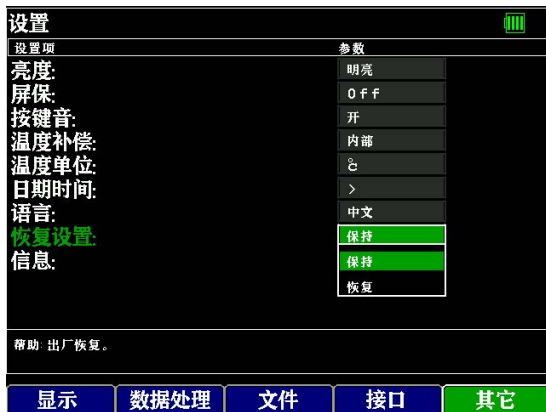 设置
设置项 参数
亮度: 明亮
屏保: Off
按键音: 开
温度补偿: 内部
温度单位: ℃
日期时间: >
语言: 中文
恢复设置: 保持
信息: 保持
恢复
帮助: 出厂恢复。
显示 数据处理 文件 接口 其它